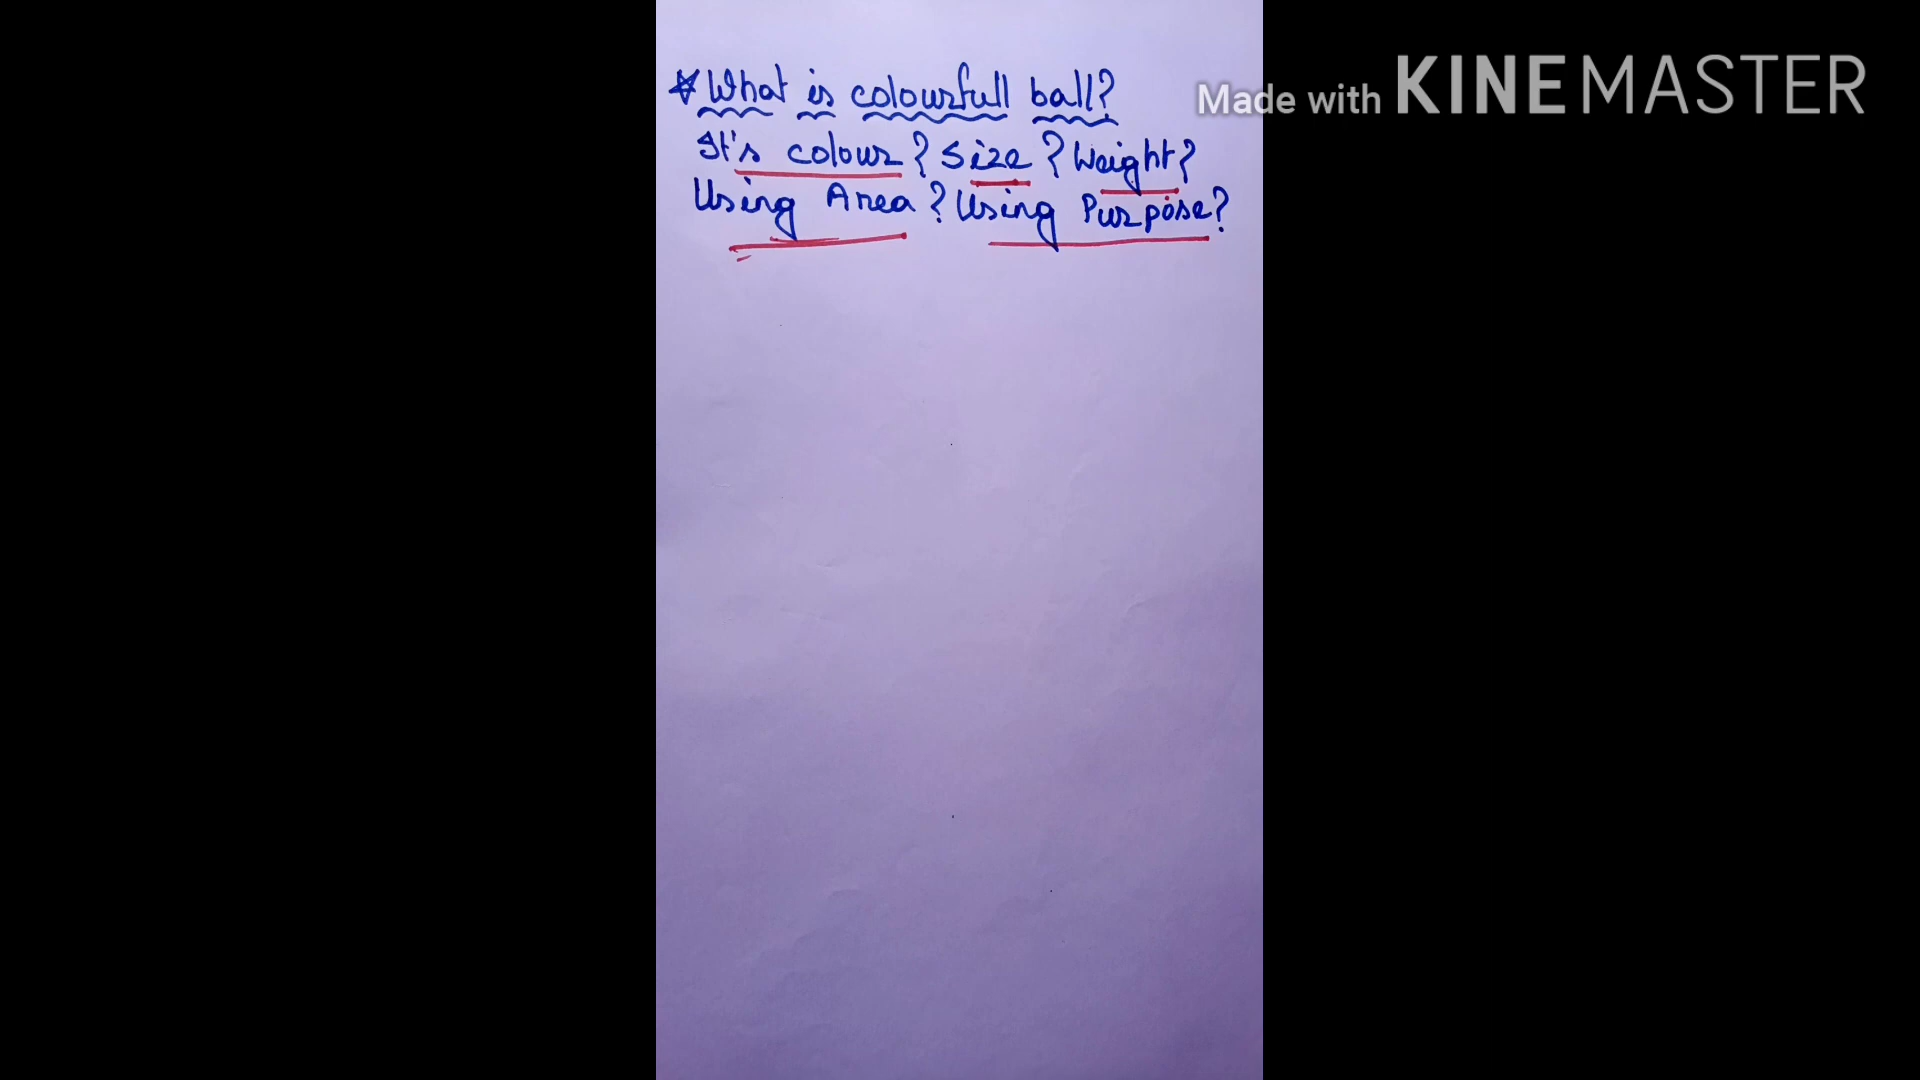 What is colourfull ball?
It's colour? Size? Weight?
Using Area? Using Purpose?
Made with KINEMASTER